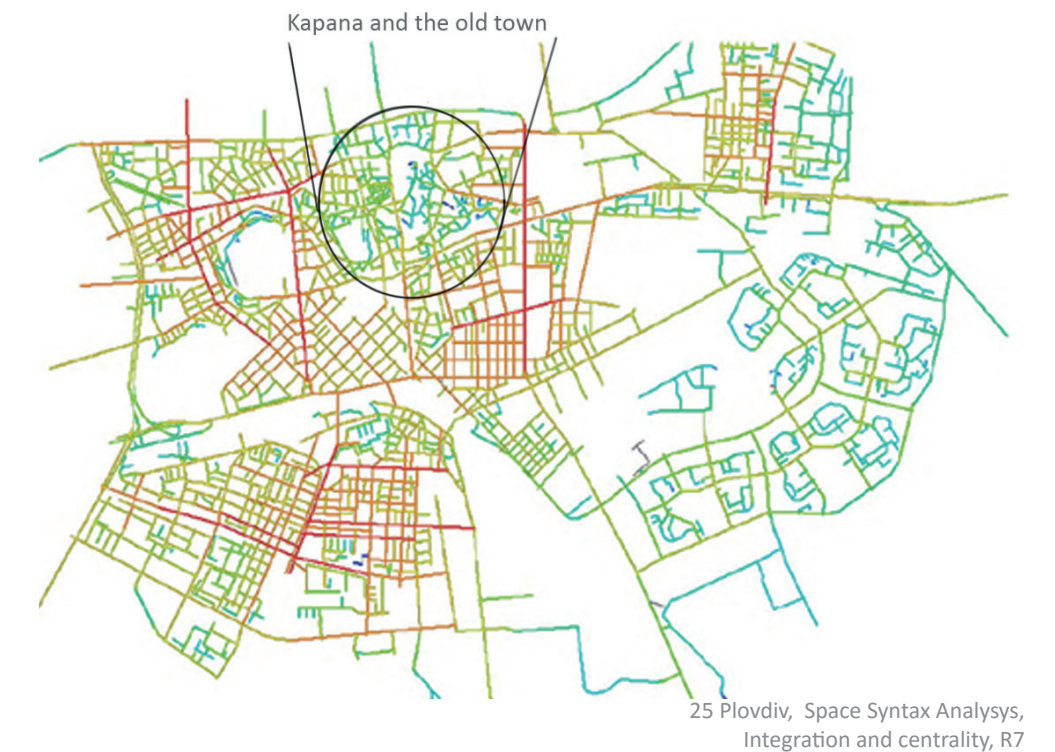 Kapana and the old town
25 Plovdiv, Space Syntax Analysys,
Integration and centrality, R7